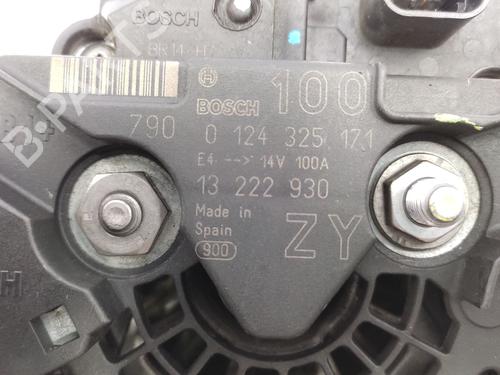 BOSCH
BOSCH 100
790 0 124 325 171
E4 --> 14V 100A
13 222 930
Made in
Spain
ZY
900